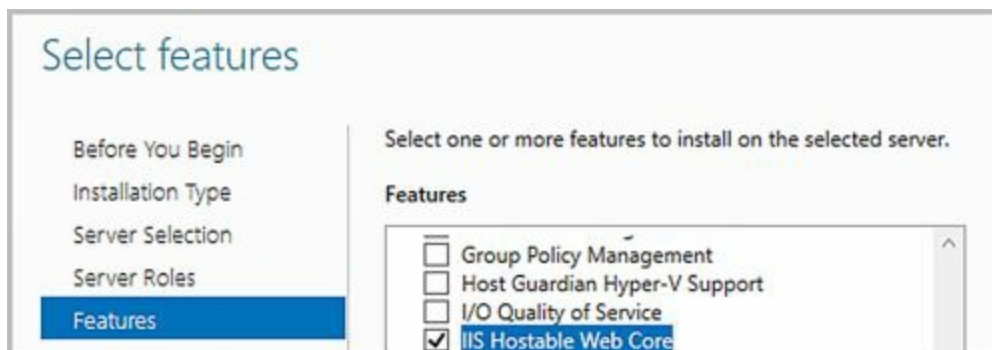 Select features
Before You Begin
Installation Type
Server Selection
Server Roles
Features
Select one or more features to install on the selected server.
Features
Group Policy Management
Host Guardian Hyper-V Support
I/O Quality of Service
IIS Hostable Web Core